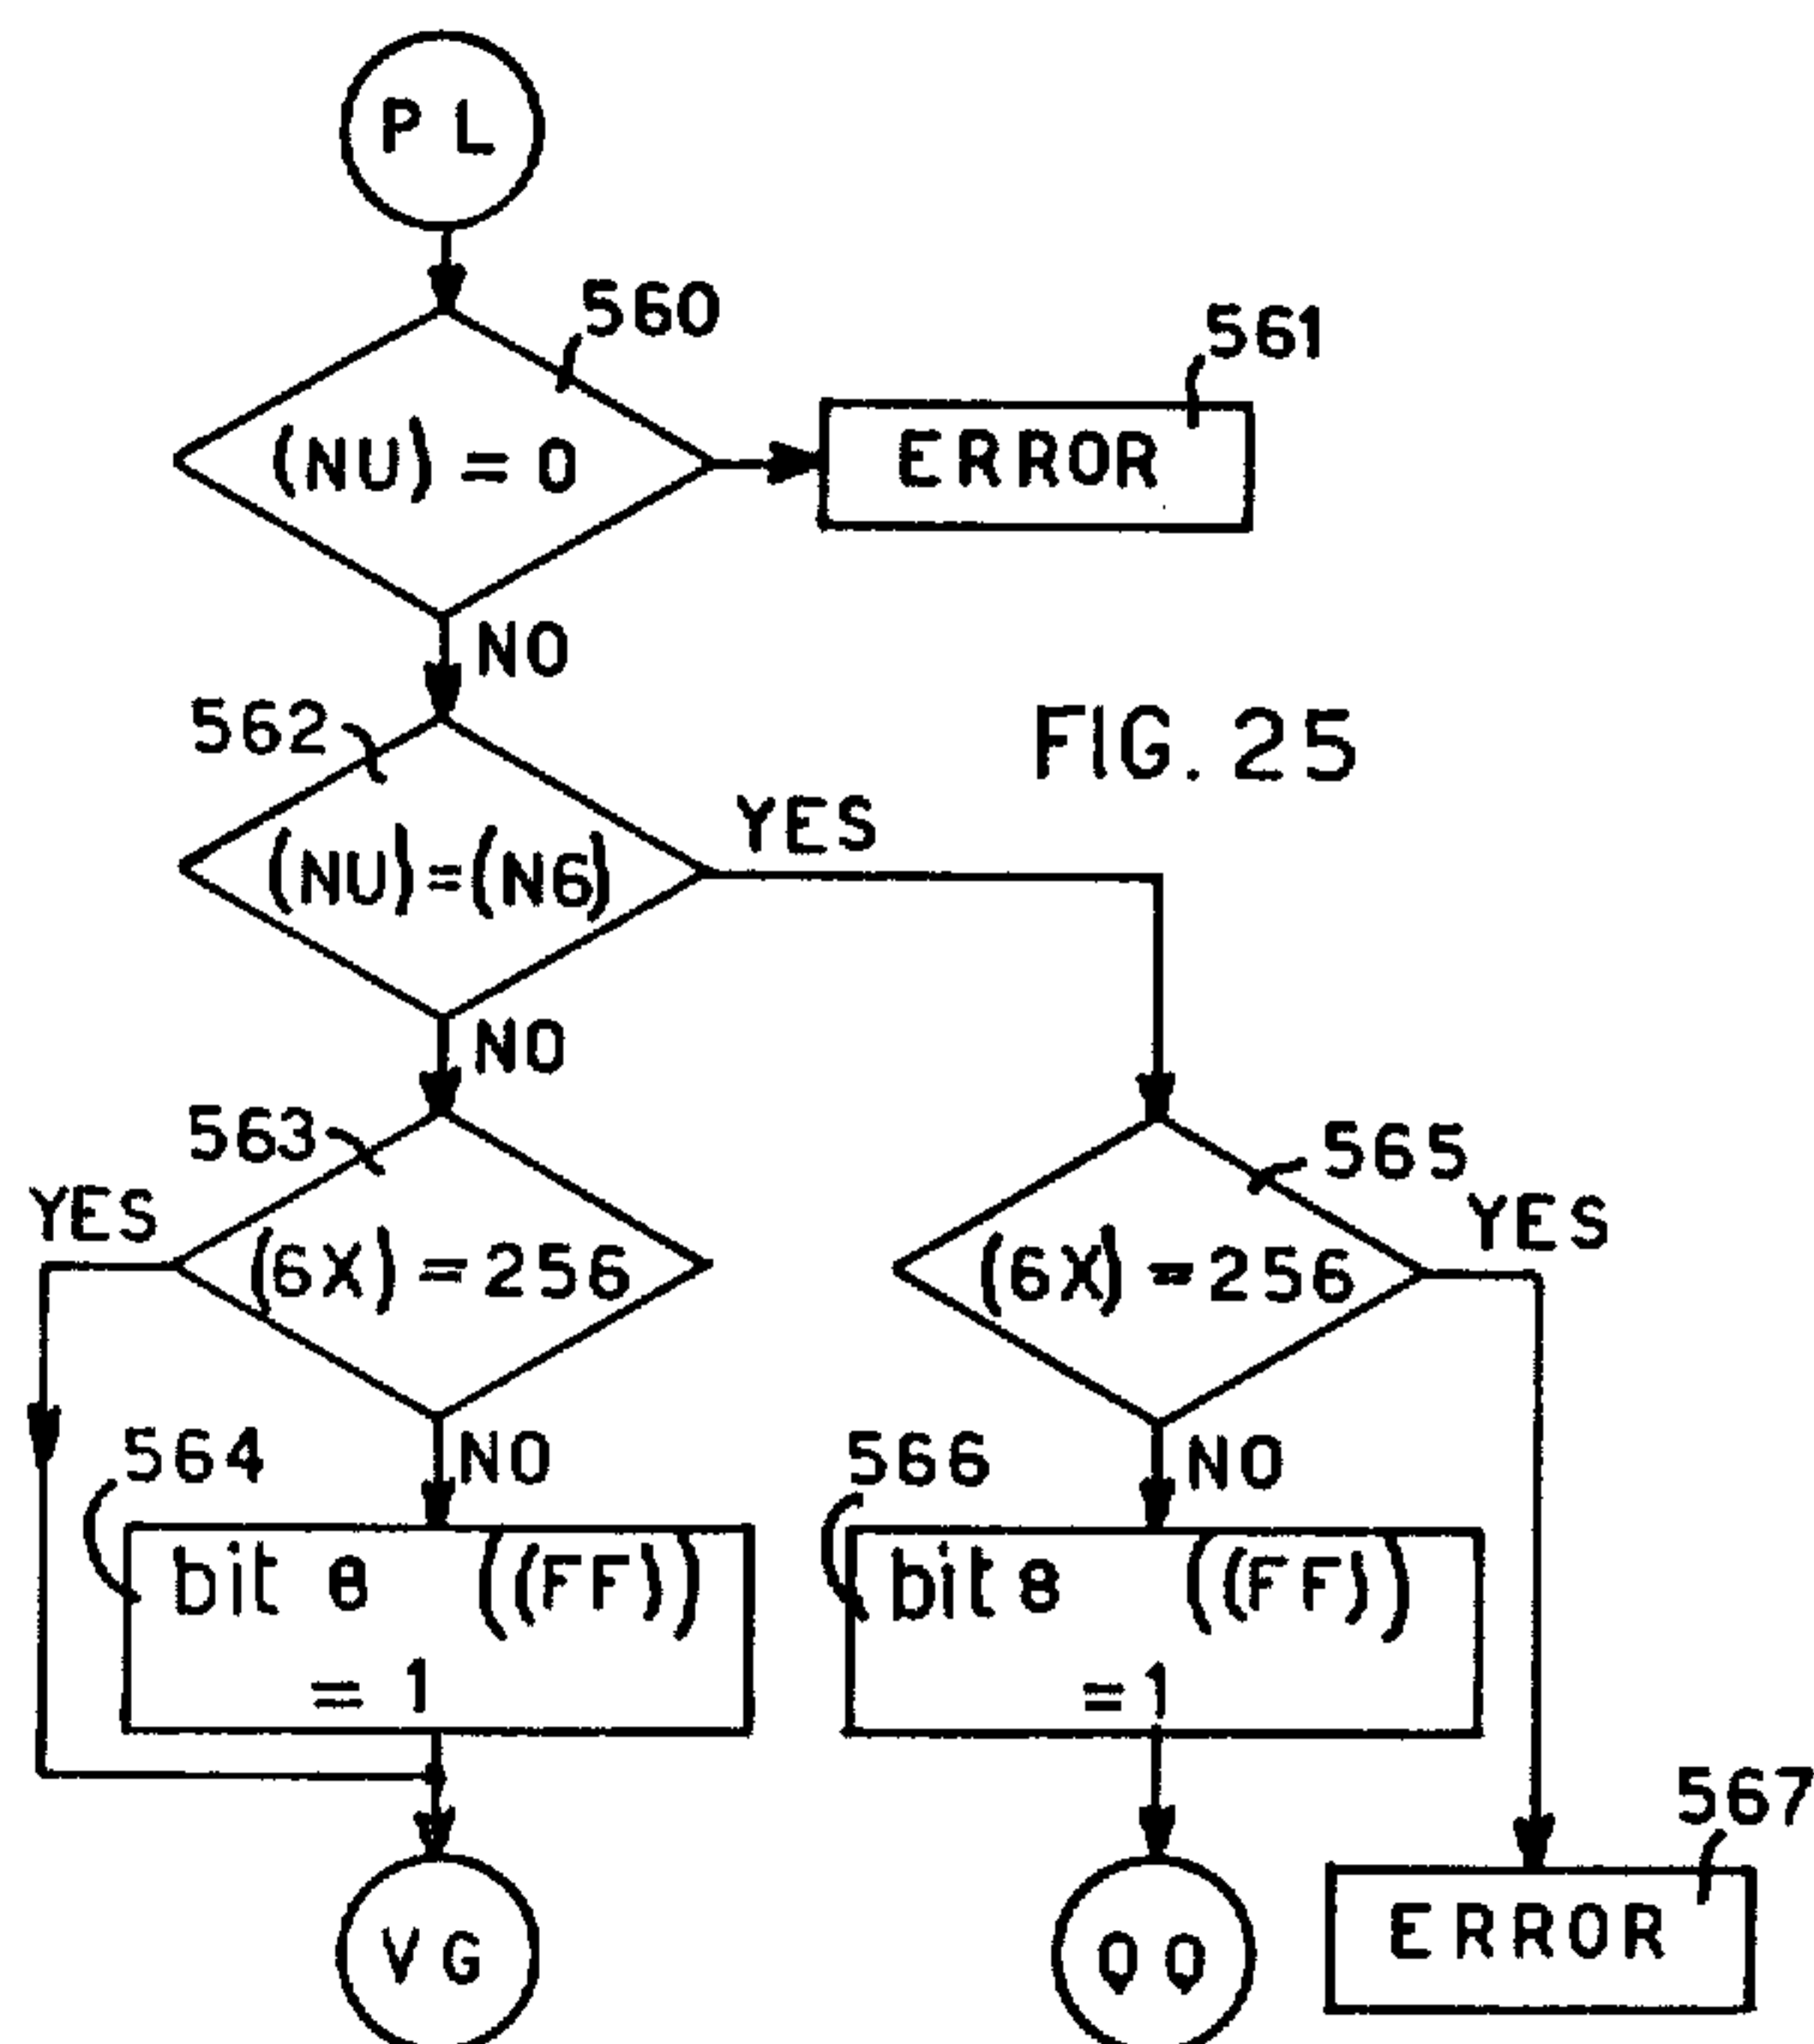 PL
560
561
(NU) = 0
ERROR
NO
562
FIG. 25
YES
(NU) = (N6)
NO
563
565
YES
YES
(6X) = 256
(6X) = 256
564
NO
566
NO
bit 8 ((FF))
= 1
bit 8 ((FF))
= 1
567
VG
QQ
ERROR